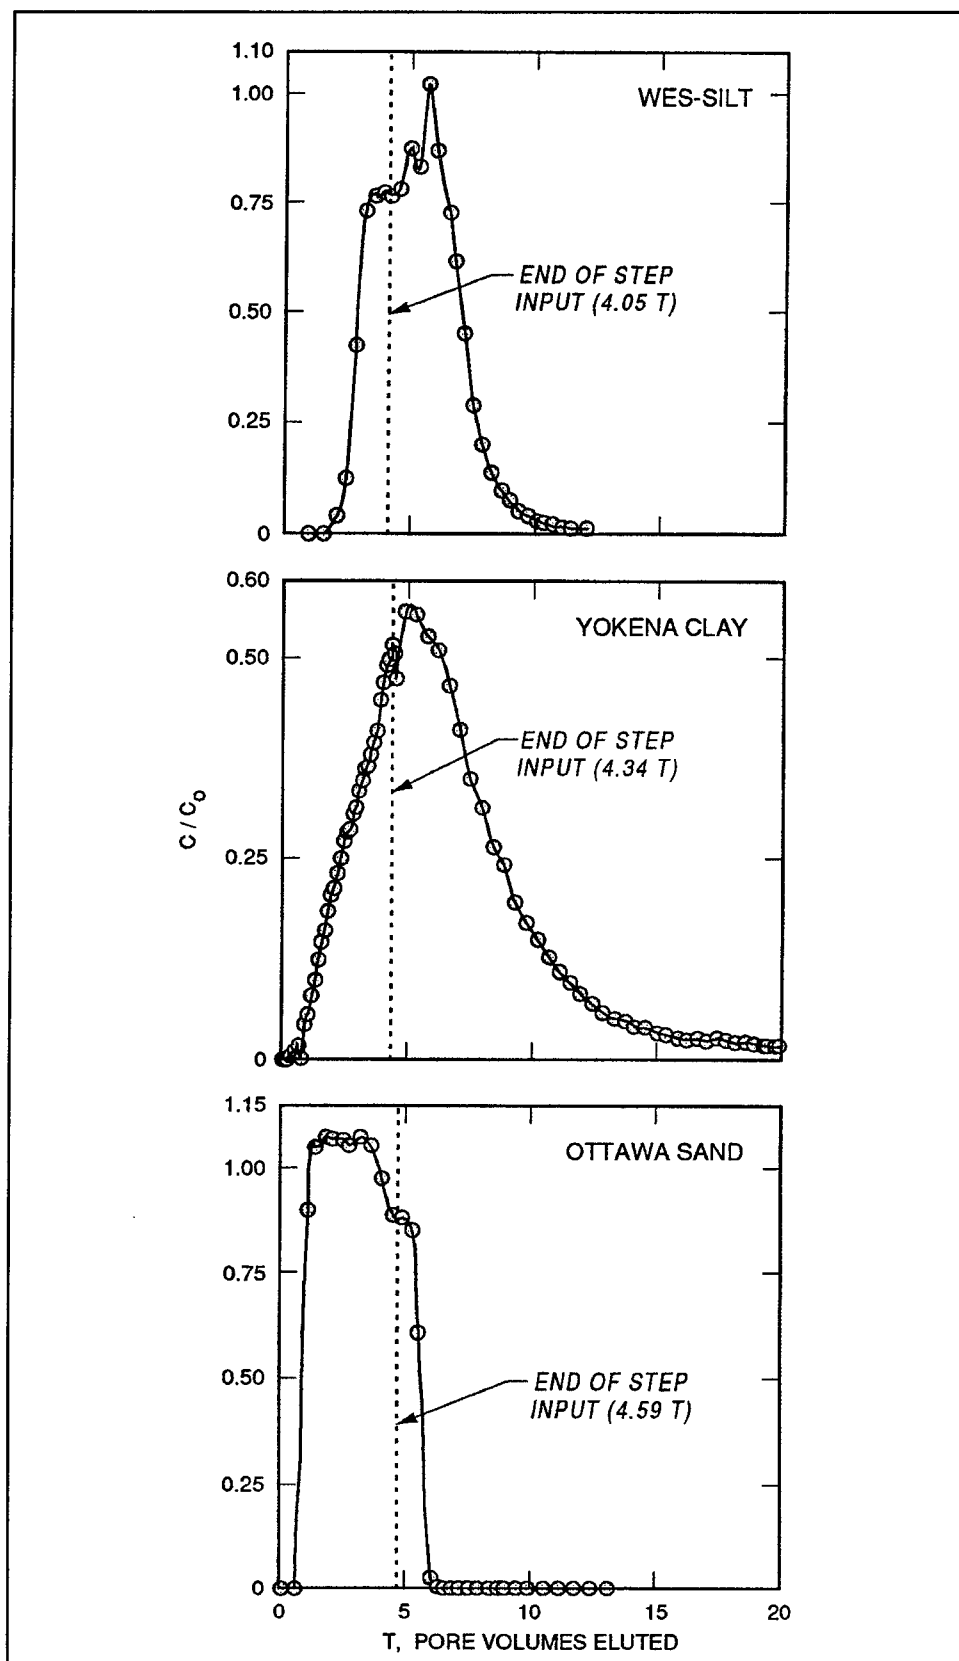 1.10
1.00
WES-SILT
0.75
END OF STEP
INPUT (4.05 T)
0.50
0.25
0
0.60
YOKENA CLAY
0.50
END OF STEP
INPUT (4.34 T)
C / Co
0.25
0
1.15
OTTAWA SAND
1.00
0.75
0.50
END OF STEP
INPUT (4.59 T)
0.25
0
0 5 10 15 20
T, PORE VOLUMES ELUTED